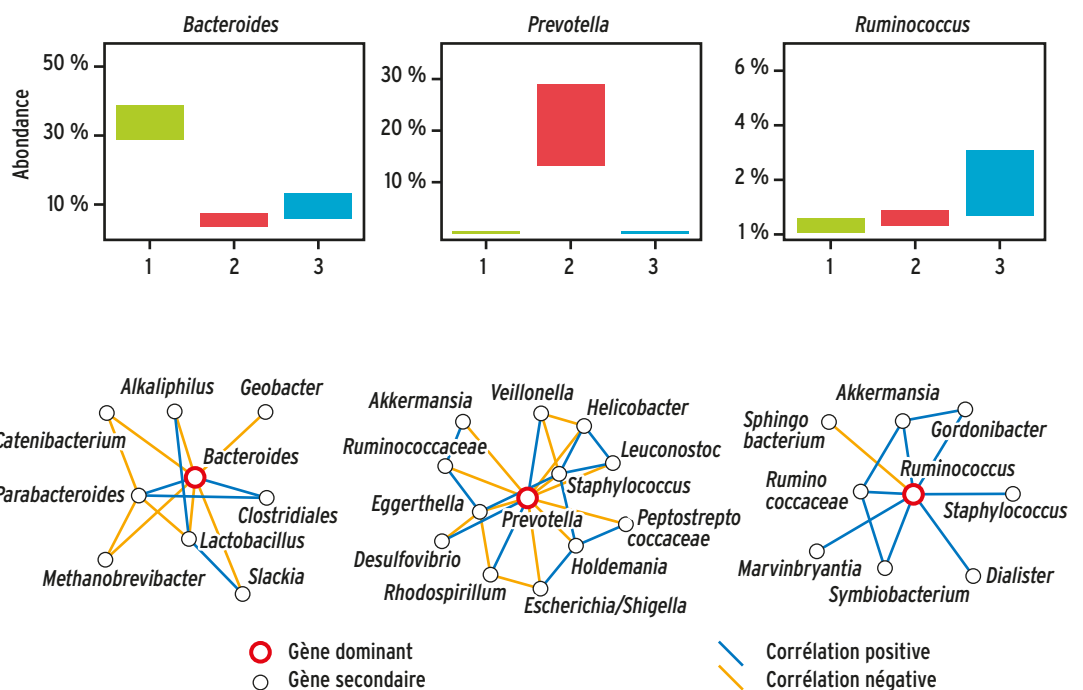 Bacteroides
Prevotella
Ruminococcus
Abondance
50 %
30 %
10 %
1
2
3
30 %
20 %
10 %
1
2
3
6 %
4 %
2 %
1 %
1
2
3
Alkaliphilus
Geobacter
Catenibacterium
Bacteroides
Parabacteroides
Clostridiales
Lactobacillus
Methanobrevibacter
Slackia
Veillonella
Akkermansia
Helicobacter
Ruminococcaceae
Leuconostoc
Staphylococcus
Eggerthella
Prevotella
Peptostrepto
coccaceae
Desulfovibrio
Holdemania
Rhodospirillum
Escherichia/Shigella
Akkermansia
Sphingo
bacterium
Gordonibacter
Ruminococcus
Rumino
coccaceae
Staphylococcus
Marvinbryantia
Dialister
Symbiobacterium
Gène dominant
Gène secondaire
Corrélation positive
Corrélation négative